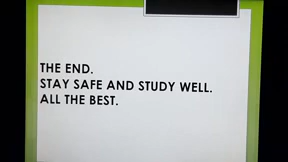 THE END.
STAY SAFE AND STUDY WELL.
ALL THE BEST.